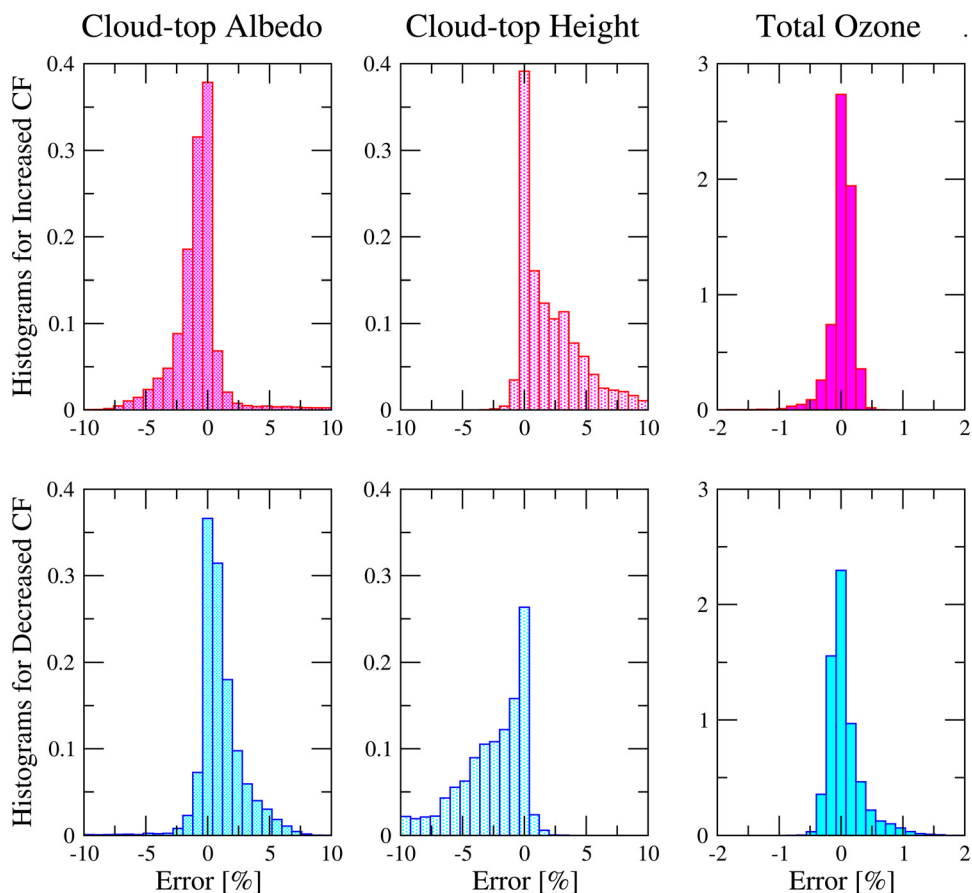 Cloud-top Albedo Cloud-top Height Total Ozone .
Histograms for Increased CF
0.4 0.4 3
0.3 0.3
2
0.2 0.2
1
0.1 0.1
0 0 0
-10 -5 0 5 10 -10 -5 0 5 10 -2 -1 0 1 2
Histograms for Decreased CF
0.4 0.4 3
0.3 0.3
2
0.2 0.2
1
0.1 0.1
0 0 0
-10 -5 0 5 10 -10 -5 0 5 10 -2 -1 0 1 2
Error [%] Error [%] Error [%]